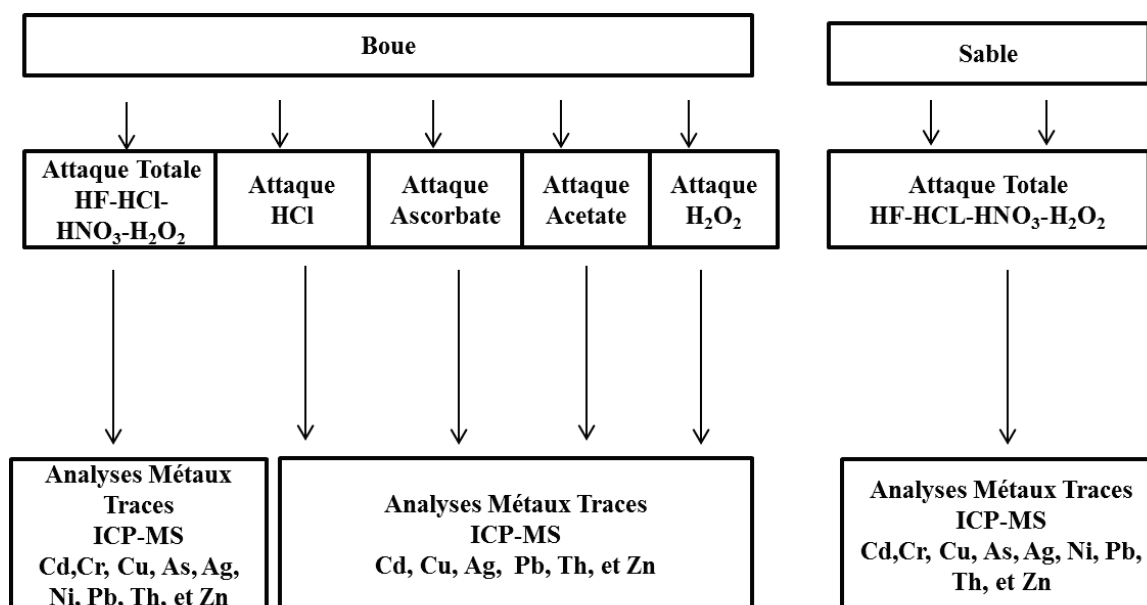 Boue
Sable
Attaque Totale
HF-HCl-
HNO₃-H₂O₂
Attaque
HCl
Attaque
Ascorbate
Attaque
Acetate
Attaque
H₂O₂
Attaque Totale
HF-HCL-HNO₃-H₂O₂
Analyses Métaux
Traces
ICP-MS
Cd,Cr, Cu, As, Ag,
Ni, Pb, Th, et Zn
Analyses Métaux Traces
ICP-MS
Cd, Cu, Ag, Pb, Th, et Zn
Analyses Métaux Traces
ICP-MS
Cd,Cr, Cu, As, Ag, Ni, Pb,
Th, et Zn